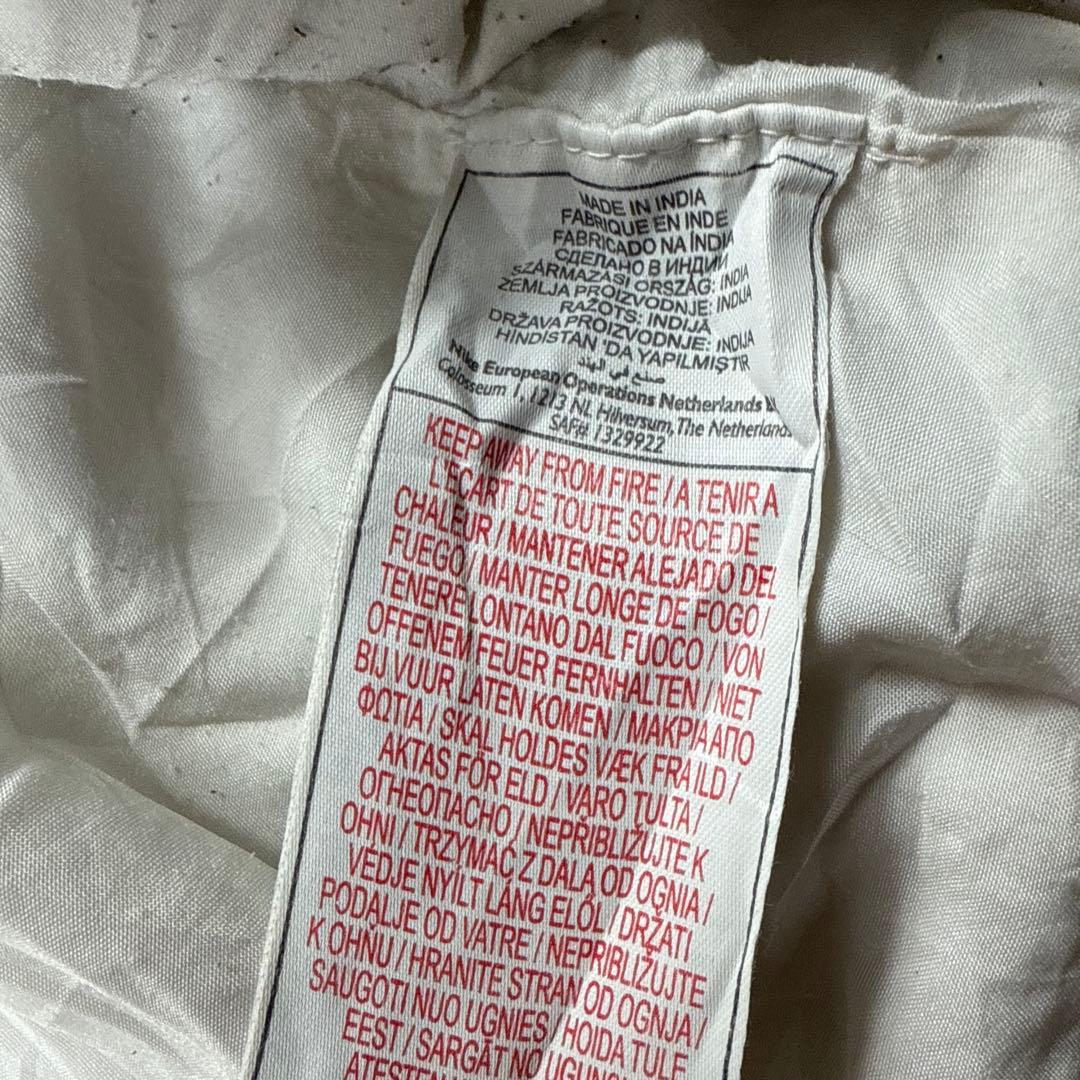 MADE IN INDIA
FABRIQUE EN INDE
FABRICADO NA ÍNDIA
СДЕЛАНО В ИНДИИ
SZÁRMAZÁSI ORSZÁG: INDIA
ZEMLJA PROIZVODNJE: INDIJA
RAŽOTS: INDIJĀ
DRŽAVA PROIZVODNJE: INDIJA
HİNDİSTAN 'DA YAPILMIŞTIR
صنع في الهند
Nike European Operations Netherlands
Colosseum 1, 1213 NL Hilversum, The Netherlands
SAF# 1329922
KEEP AWAY FROM FIRE / A TENIR A
L'ECART DE TOUTE SOURCE DE
CHALEUR / MANTENER ALEJADO DEL
FUEGO / MANTER LONGE DE FOGO /
TENERE LONTANO DAL FUOCO / VON
OFFENEM FEUER FERNHALTEN / NIET
BIJ VUUR LATEN KOMEN / ΜΑΚΡΙΑ ΑΠΟ
ΦΩΤΙΑ / SKAL HOLDES VÆK FRA ILD /
AKTAS FÖR ELD / VARO TULTA /
ОГНЕОПАСНО / NEPŘIBLIŽUJTE K
OHNI / TRZYMAĆ Z DALA OD OGNIA /
VEDJE NYÍLT LÁNG ELŐL / DRŽATI
PODALJE OD VATRE / NEPRIBLIŽUJTE
K OHŇU / HRANITE STRAN OD OGNJA /
SAUGOTI NUO UGNIES / HOIDA TULE
EEST / SARGĀT NO UGUNS